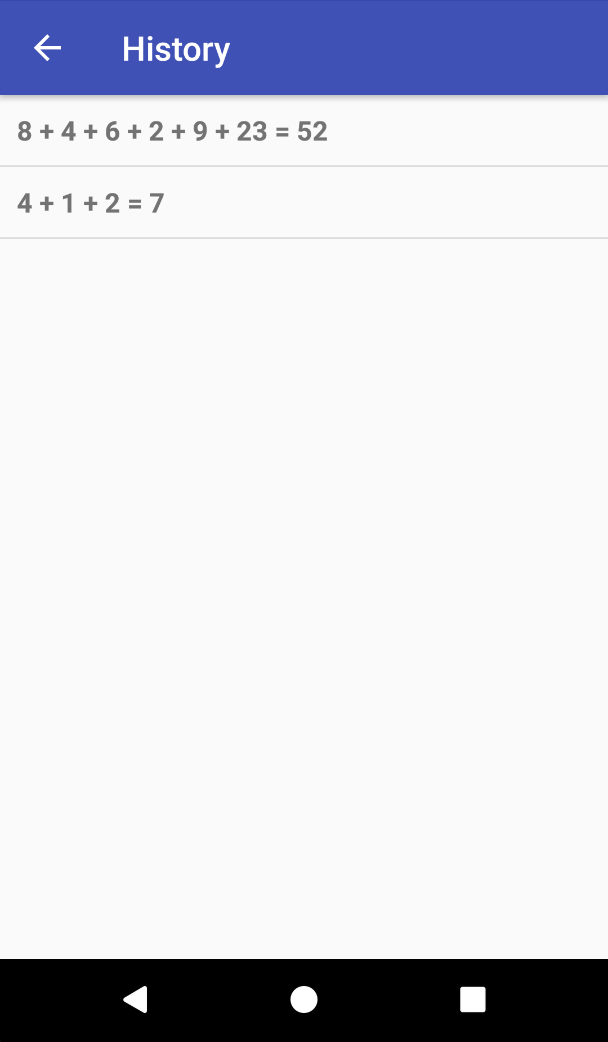 History
8 + 4 + 6 + 2 + 9 + 23 = 52
4 + 1 + 2 = 7